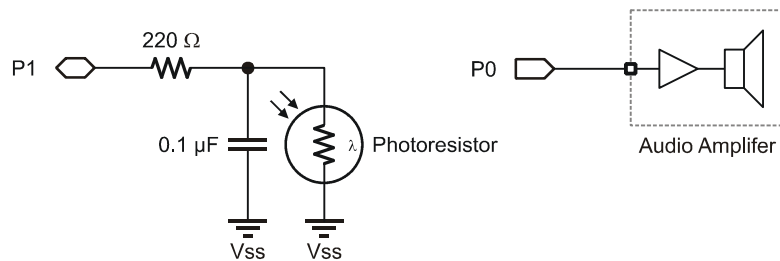 220 Ω
P1
P0
0.1 µF
λ
Photoresistor
Audio Amplifer
Vss
Vss